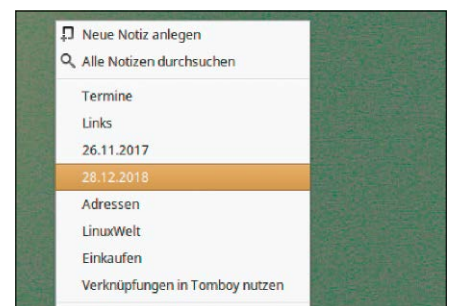 Neue Notiz anlegen
Alle Notizen durchsuchen
Termine
Links
26.11.2017
28.12.2018
Adressen
LinuxWelt
Einkaufen
Verknüpfungen in Tomboy nutzen